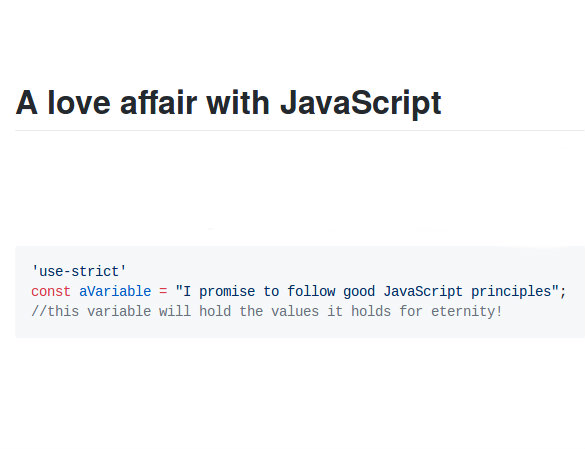 A love affair with JavaScript
'use-strict'
const aVariable = "I promise to follow good JavaScript principles";
//this variable will hold the values it holds for eternity!